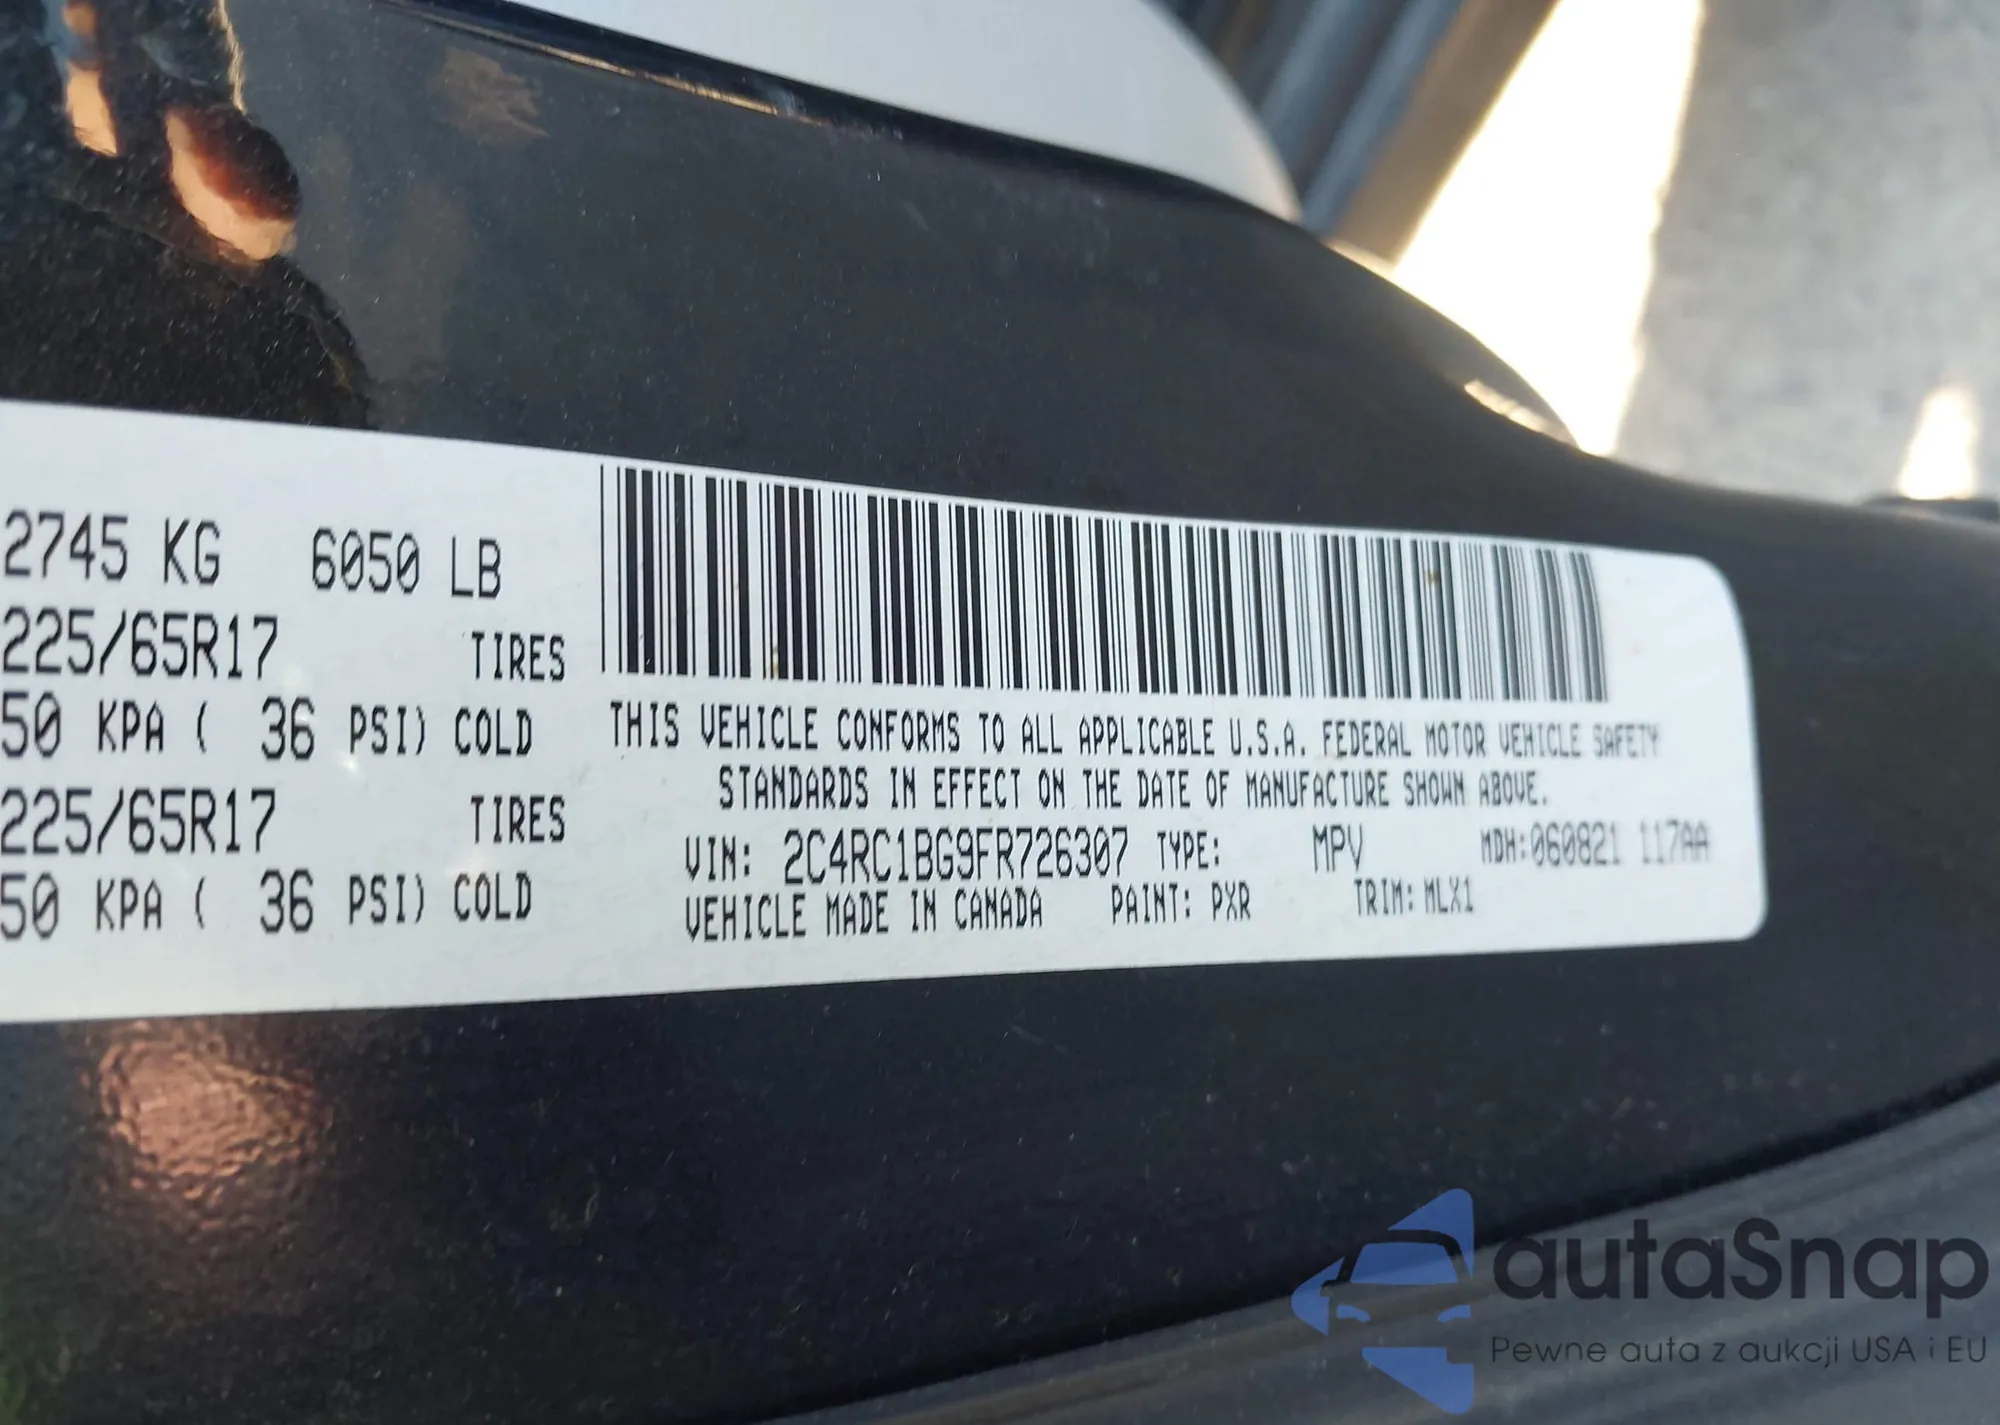 2745 KG 6050 LB
225/65R17 TIRES
50 KPA ( 36 PSI) COLD
225/65R17 TIRES
50 KPA ( 36 PSI) COLD
THIS VEHICLE CONFORMS TO ALL APPLICABLE U.S.A. FEDERAL MOTOR VEHICLE SAFETY
STANDARDS IN EFFECT ON THE DATE OF MANUFACTURE SHOWN ABOVE.
VIN: 2C4RC1BG9FR726307 TYPE: MPV MDH:060821 117AA
VEHICLE MADE IN CANADA PAINT: PXR TRIM: MLX1
autaSnap
Pewne auta z aukcji USA i EU